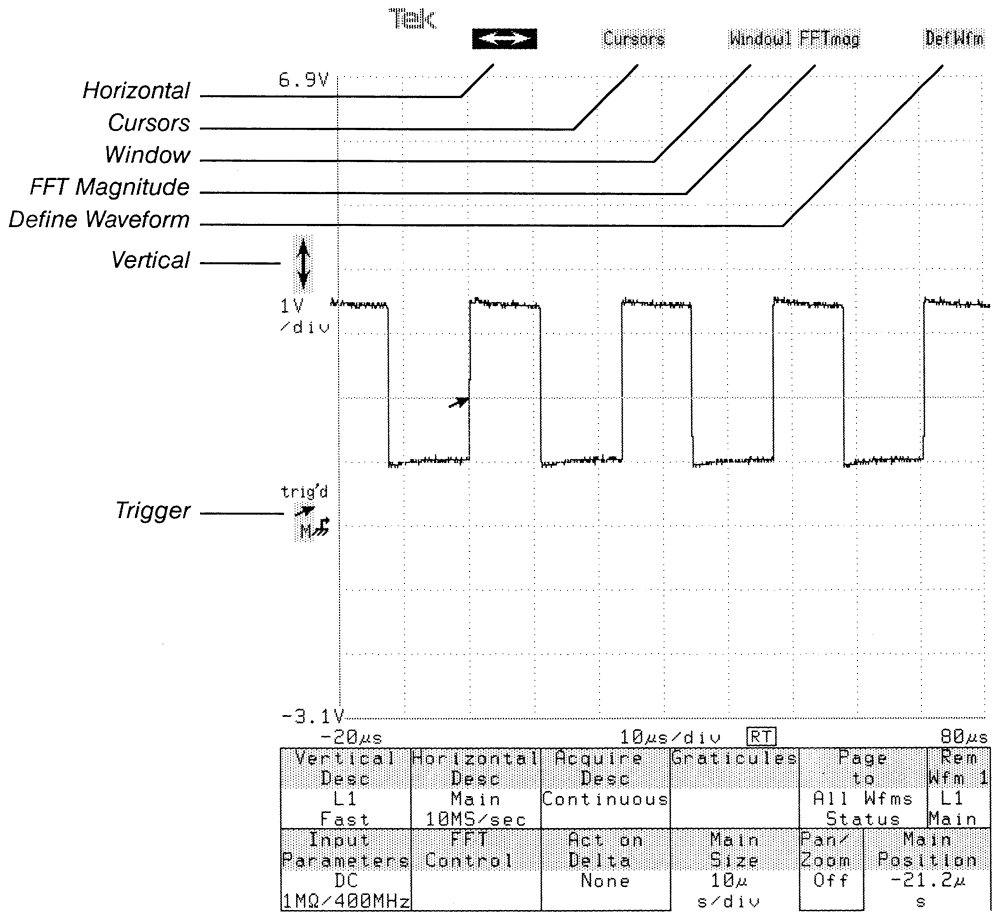 Tek
Cursors Window1 FFTmag DefWfm
6.9V
Horizontal
Cursors
Window
FFT Magnitude
Define Waveform
Vertical
1V
/div
trig'd
Trigger
M
-3.1V
-20µs 10µs/div RT 80µs
Vertical Desc
L1
Fast
Horizontal Desc
Main
10MS/sec
Acquire Desc
Continuous
Graticules
Page to
All Wfms
Status
Rem Wfm 1
L1
Main
Input Parameters
DC
1MΩ/400MHz
FFT Control
Act on Delta
None
Main Size
10µ
s/div
Pan/ Zoom
Off
Main Position
-21.2µ
s